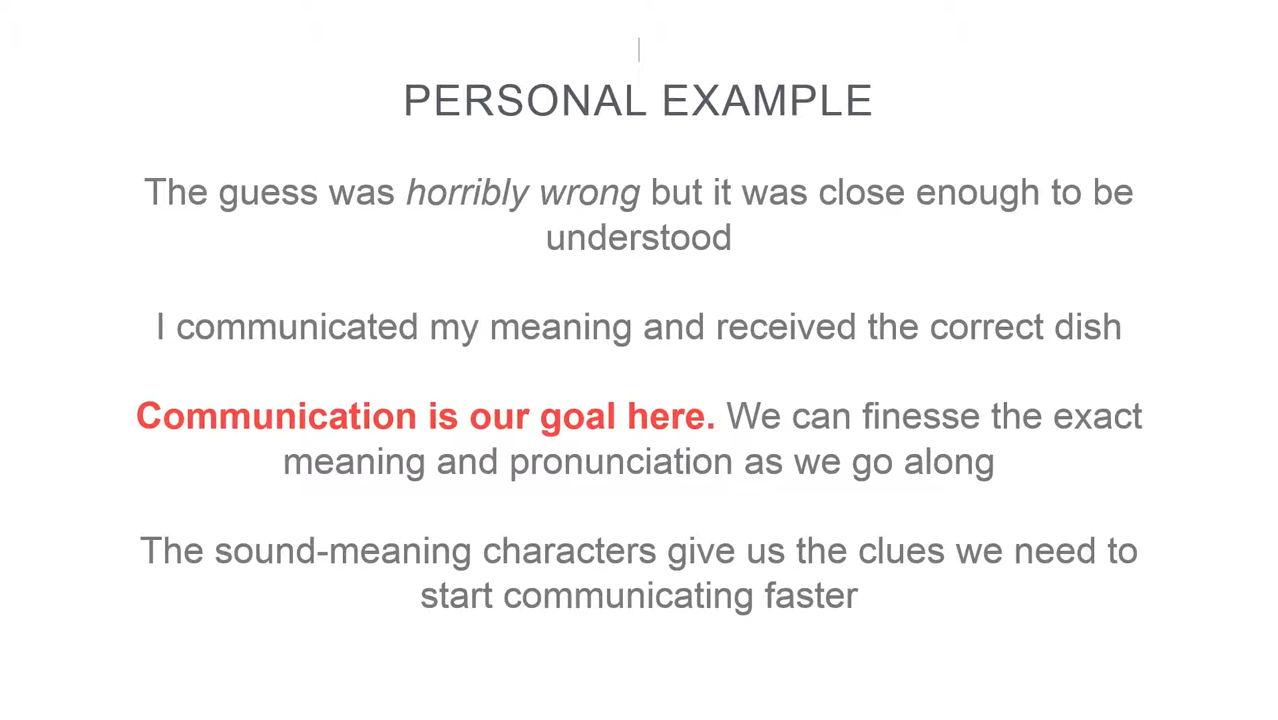 PERSONAL EXAMPLE
The guess was horribly wrong but it was close enough to be
understood
I communicated my meaning and received the correct dish
Communication is our goal here. We can finesse the exact
meaning and pronunciation as we go along
The sound-meaning characters give us the clues we need to
start communicating faster